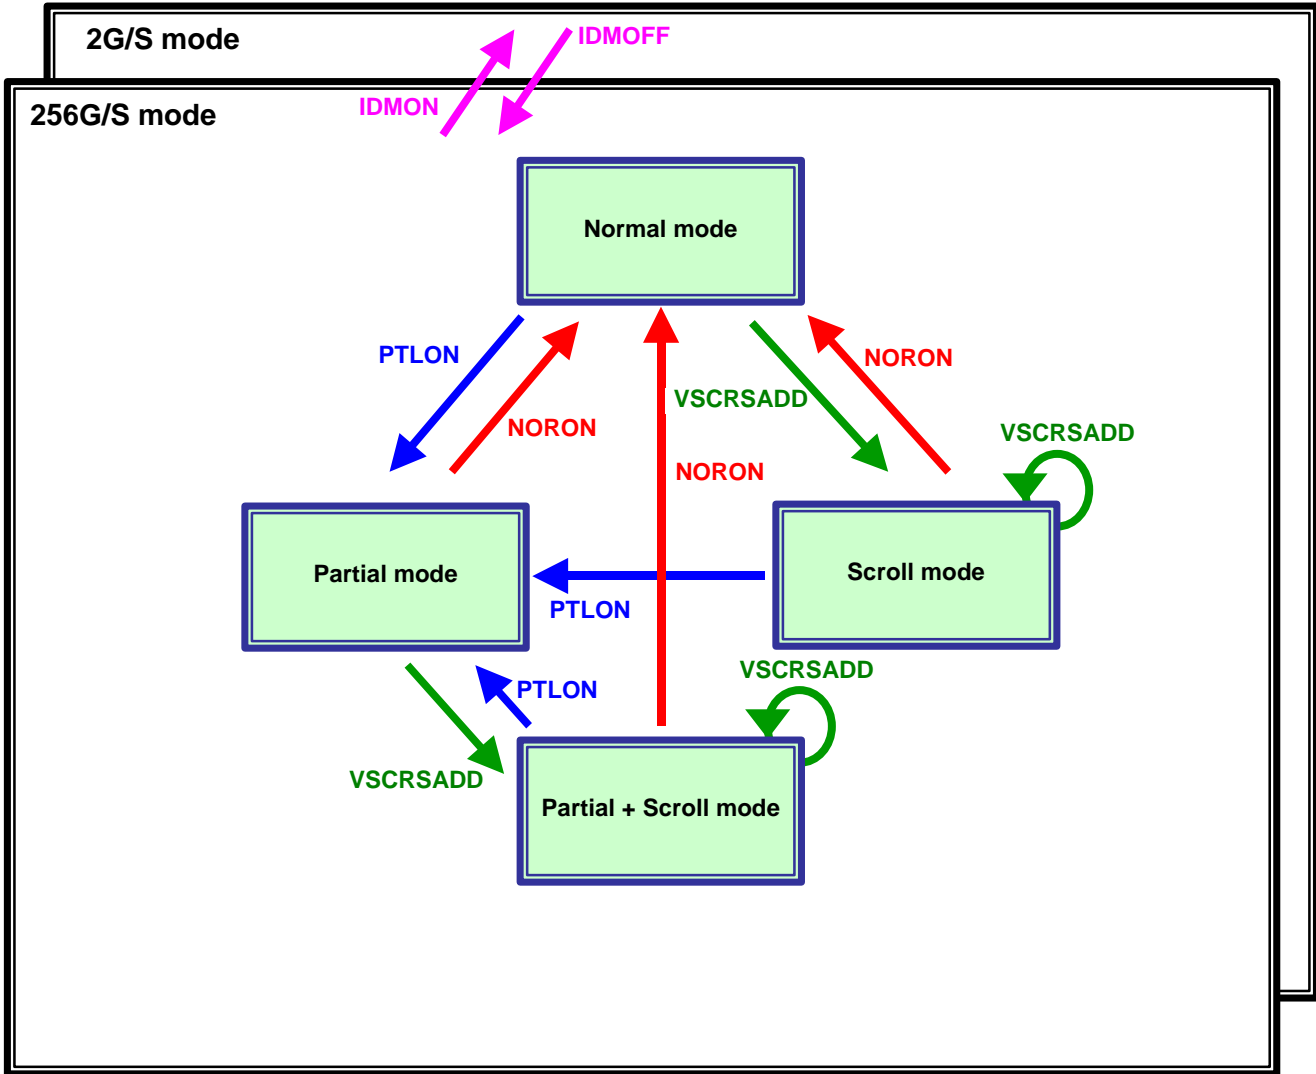 2G/S mode
IDMOFF
IDMON
256G/S mode
Normal mode
PTLON
NORON
VSCRSADD
NORON
VSCRSADD
NORON
Partial mode
Scroll mode
PTLON
VSCRSADD
PTLON
VSCRSADD
Partial + Scroll mode